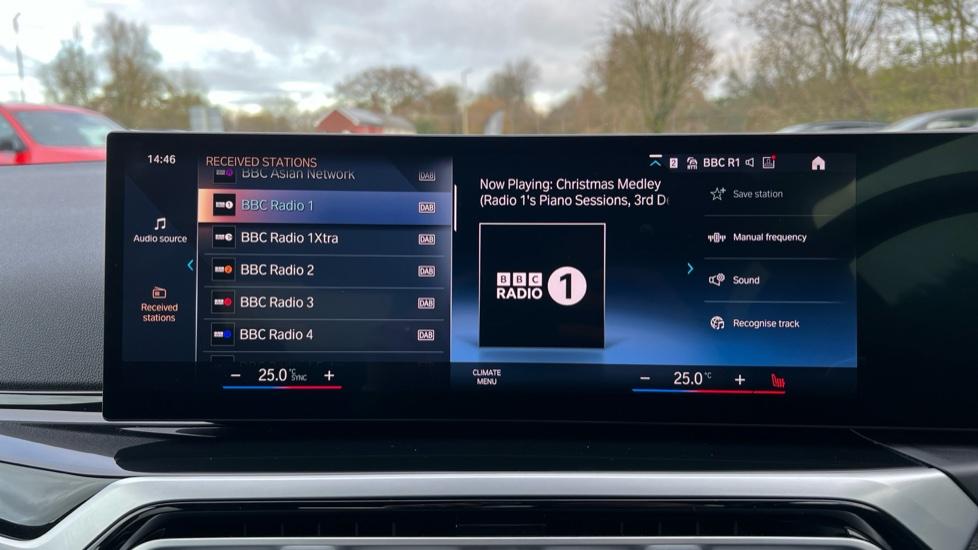 14:46
RECEIVED STATIONS
2
BBC R1
BBC Asian Network
DAB
BBC Radio 1
DAB
BBC Radio 1Xtra
DAB
BBC Radio 2
DAB
BBC Radio 3
DAB
BBC Radio 4
DAB
Audio source
Received
stations
Now Playing: Christmas Medley
(Radio 1's Piano Sessions, 3rd D
BBC
RADIO 1
Save station
Manual frequency
Sound
Recognise track
− 25.0 °C SYNC +
CLIMATE
MENU
− 25.0 °C +